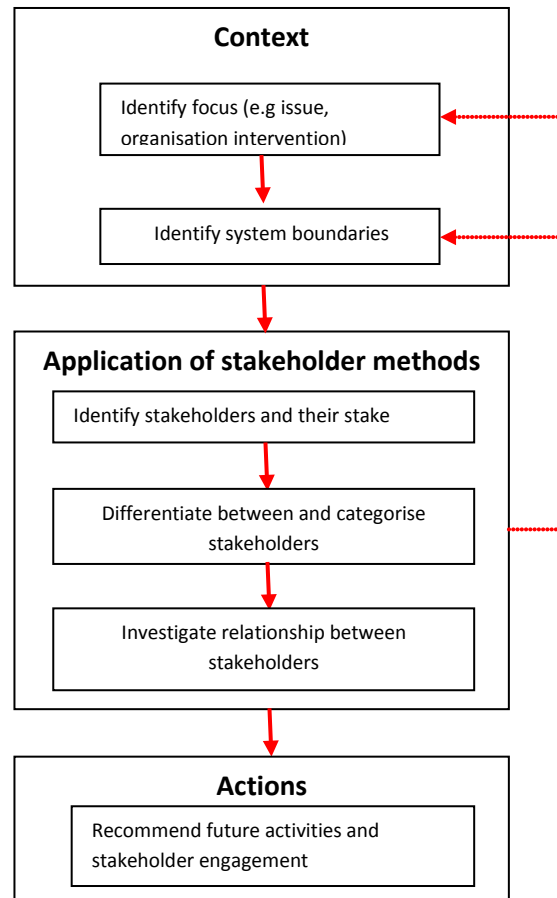 Context
Identify focus (e.g issue,
organisation intervention)
Identify system boundaries
Application of stakeholder methods
Identify stakeholders and their stake
Differentiate between and categorise
stakeholders
Investigate relationship between
stakeholders
Actions
Recommend future activities and
stakeholder engagement